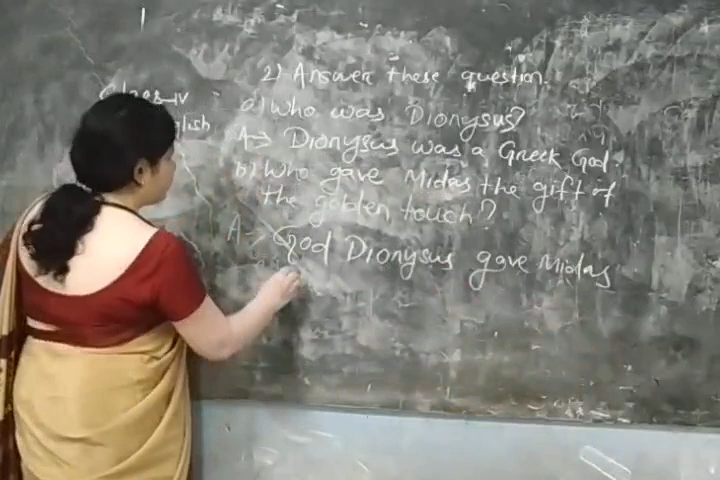 Class-IV
glish
2) Answer these question.
a) Who was Dionysus?
A-> Dionysus was a Greek God.
b) Who gave Midas the gift of
the golden touch?
A-> God Dionysus gave Midas